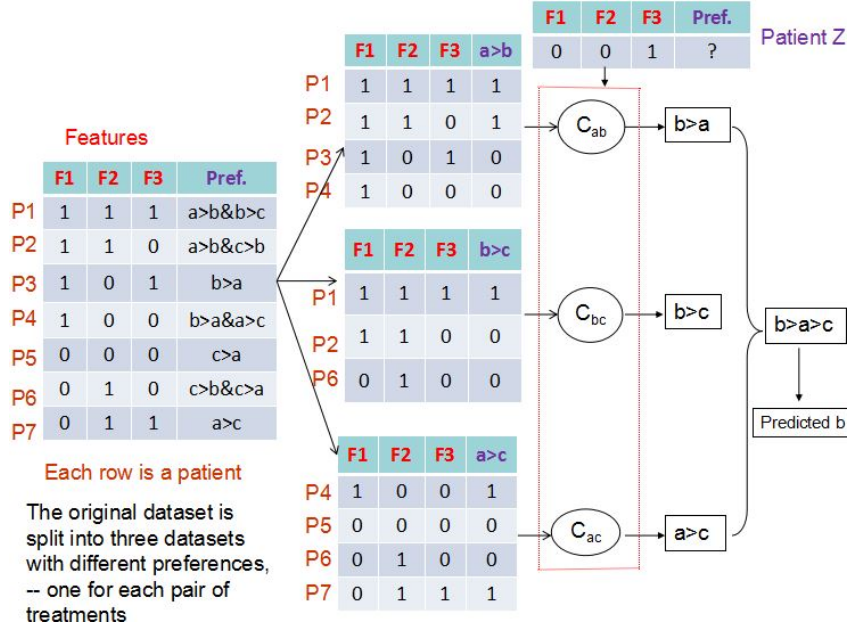 F1 F2 F3 Pref.
0 0 1 ?
Patient Z
F1 F2 F3 a>b
P1 1 1 1 1
P2 1 1 0 1
P3 1 0 1 0
P4 1 0 0 0
Features
F1 F2 F3 Pref.
P1 1 1 1 a>b&b>c
P2 1 1 0 a>b&c>b
P3 1 0 1 b>a
P4 1 0 0 b>a&a>c
P5 0 0 0 c>a
P6 0 1 0 c>b&c>a
P7 0 1 1 a>c
Each row is a patient
The original dataset is
split into three datasets
with different preferences,
-- one for each pair of
treatments
F1 F2 F3 b>c
P1 1 1 1 1
P2 1 1 0 0
P6 0 1 0 0
F1 F2 F3 a>c
P4 1 0 0 1
P5 0 0 0 0
P6 0 1 0 0
P7 0 1 1 1
Cab
b>a
Cbc
b>c
Cac
a>c
b>a>c
Predicted b